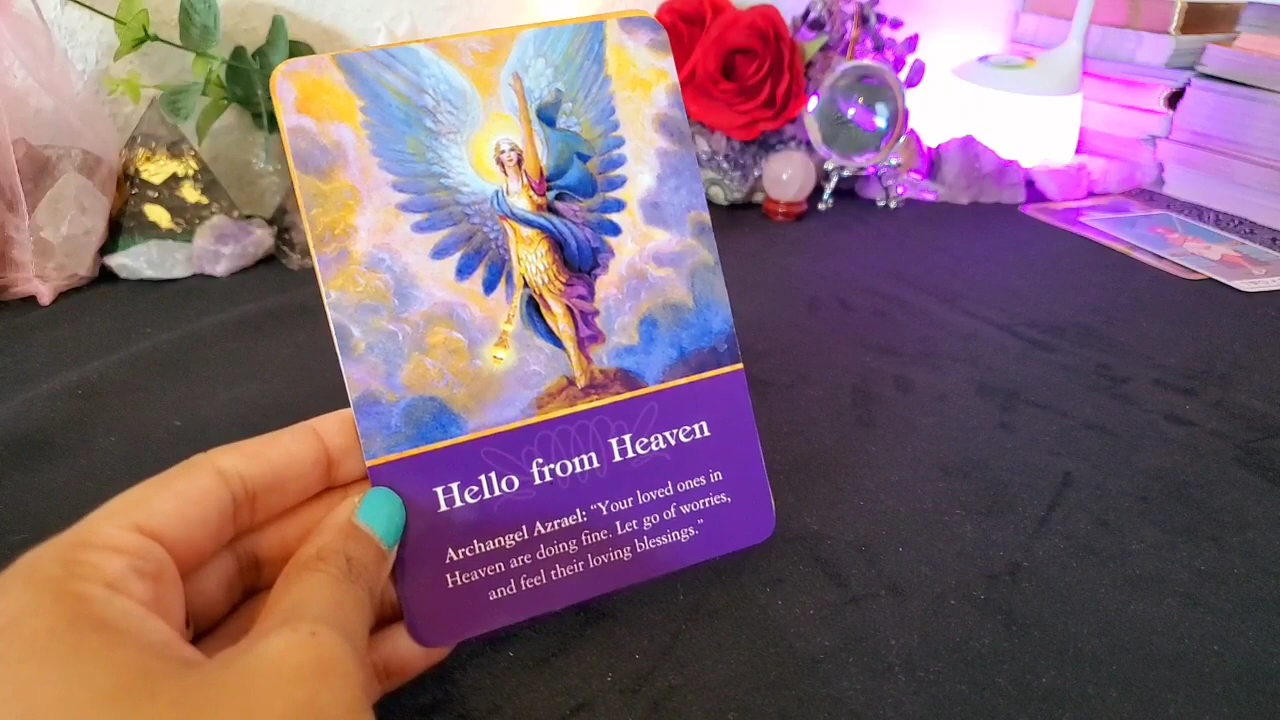 Hello from Heaven
Archangel Azrael: “Your loved ones in
Heaven are doing fine. Let go of worries,
and feel their loving blessings.”